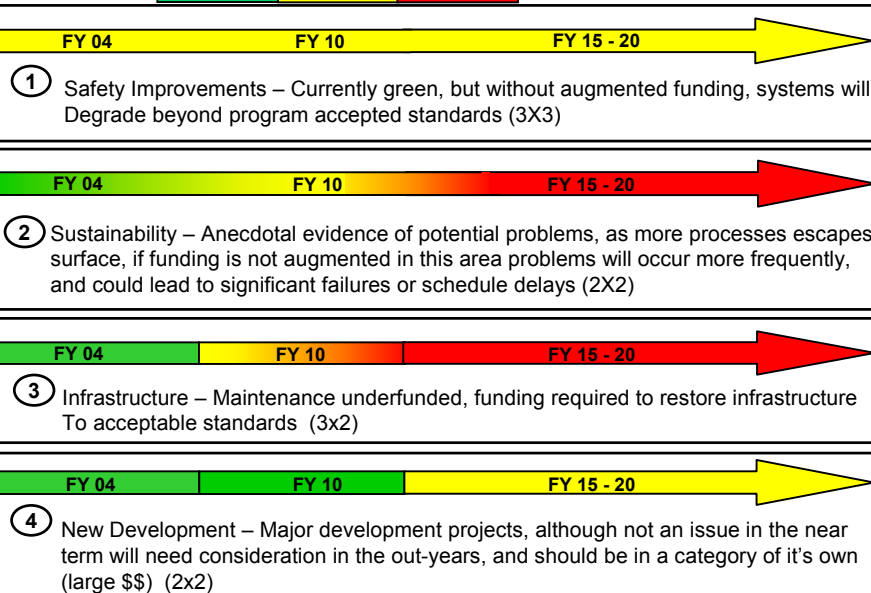 FY 04 FY 10 FY 15 - 20
1 Safety Improvements – Currently green, but without augmented funding, systems will
Degrade beyond program accepted standards (3X3)
FY 04 FY 10 FY 15 - 20
2 Sustainability – Anecdotal evidence of potential problems, as more processes escapes
surface, if funding is not augmented in this area problems will occur more frequently,
and could lead to significant failures or schedule delays (2X2)
FY 04 FY 10 FY 15 - 20
3 Infrastructure – Maintenance underfunded, funding required to restore infrastructure
To acceptable standards (3x2)
FY 04 FY 10 FY 15 - 20
4 New Development – Major development projects, although not an issue in the near
term will need consideration in the out-years, and should be in a category of it's own
(large $$) (2x2)